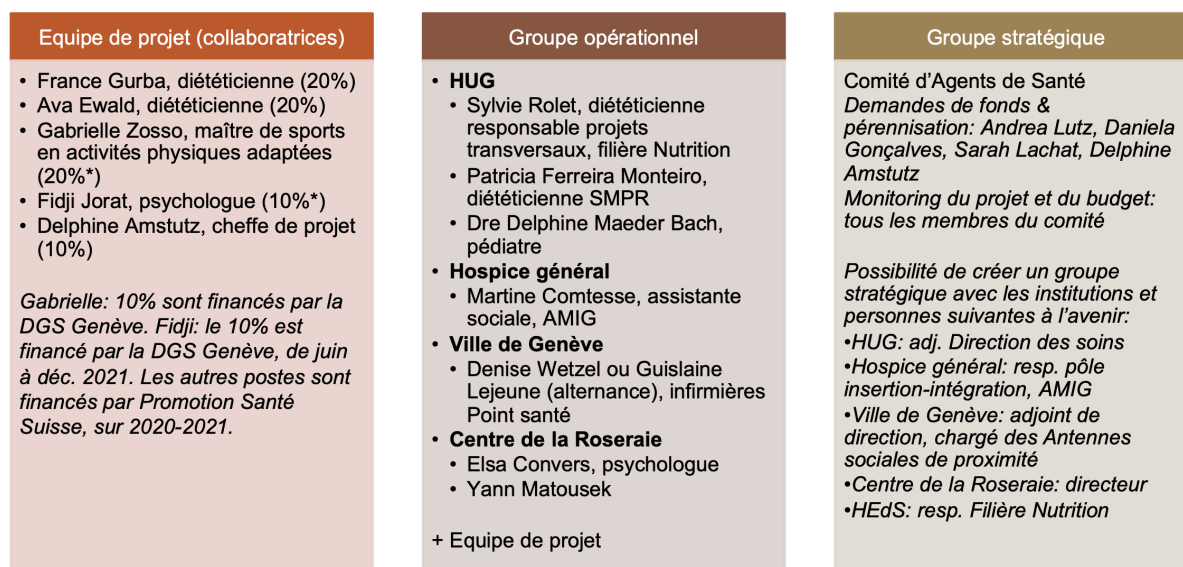 Equipe de projet (collaboratrices)
• France Gurba, diététicienne (20%)
• Ava Ewald, diététicienne (20%)
• Gabrielle Zosso, maître de sports
en activités physiques adaptées
(20%*)
• Fidji Jorat, psychologue (10%*)
• Delphine Amstutz, cheffe de projet
(10%)
Gabrielle: 10% sont financés par la
DGS Genève. Fidji: le 10% est
financé par la DGS Genève, de juin
à déc. 2021. Les autres postes sont
financés par Promotion Santé
Suisse, sur 2020-2021.
Groupe opérationnel
• HUG
• Sylvie Rolet, diététicienne
responsable projets
transversaux, filière Nutrition
• Patricia Ferreira Monteiro,
diététicienne SMPR
• Dre Delphine Maeder Bach,
pédiatre
• Hospice général
• Martine Comtesse, assistante
sociale, AMIG
• Ville de Genève
• Denise Wetzel ou Guislaine
Lejeune (alternance), infirmières
Point santé
• Centre de la Roseraie
• Elsa Convers, psychologue
• Yann Matousek
+ Equipe de projet
Groupe stratégique
Comité d'Agents de Santé
Demandes de fonds &
pérennisation: Andrea Lutz, Daniela
Gonçalves, Sarah Lachat, Delphine
Amstutz
Monitoring du projet et du budget:
tous les membres du comité
Possibilité de créer un groupe
stratégique avec les institutions et
personnes suivantes à l'avenir:
•HUG: adj. Direction des soins
•Hospice général: resp. pôle
insertion-intégration, AMIG
•Ville de Genève: adjoint de
direction, chargé des Antennes
sociales de proximité
•Centre de la Roseraie: directeur
•HEdS: resp. Filière Nutrition